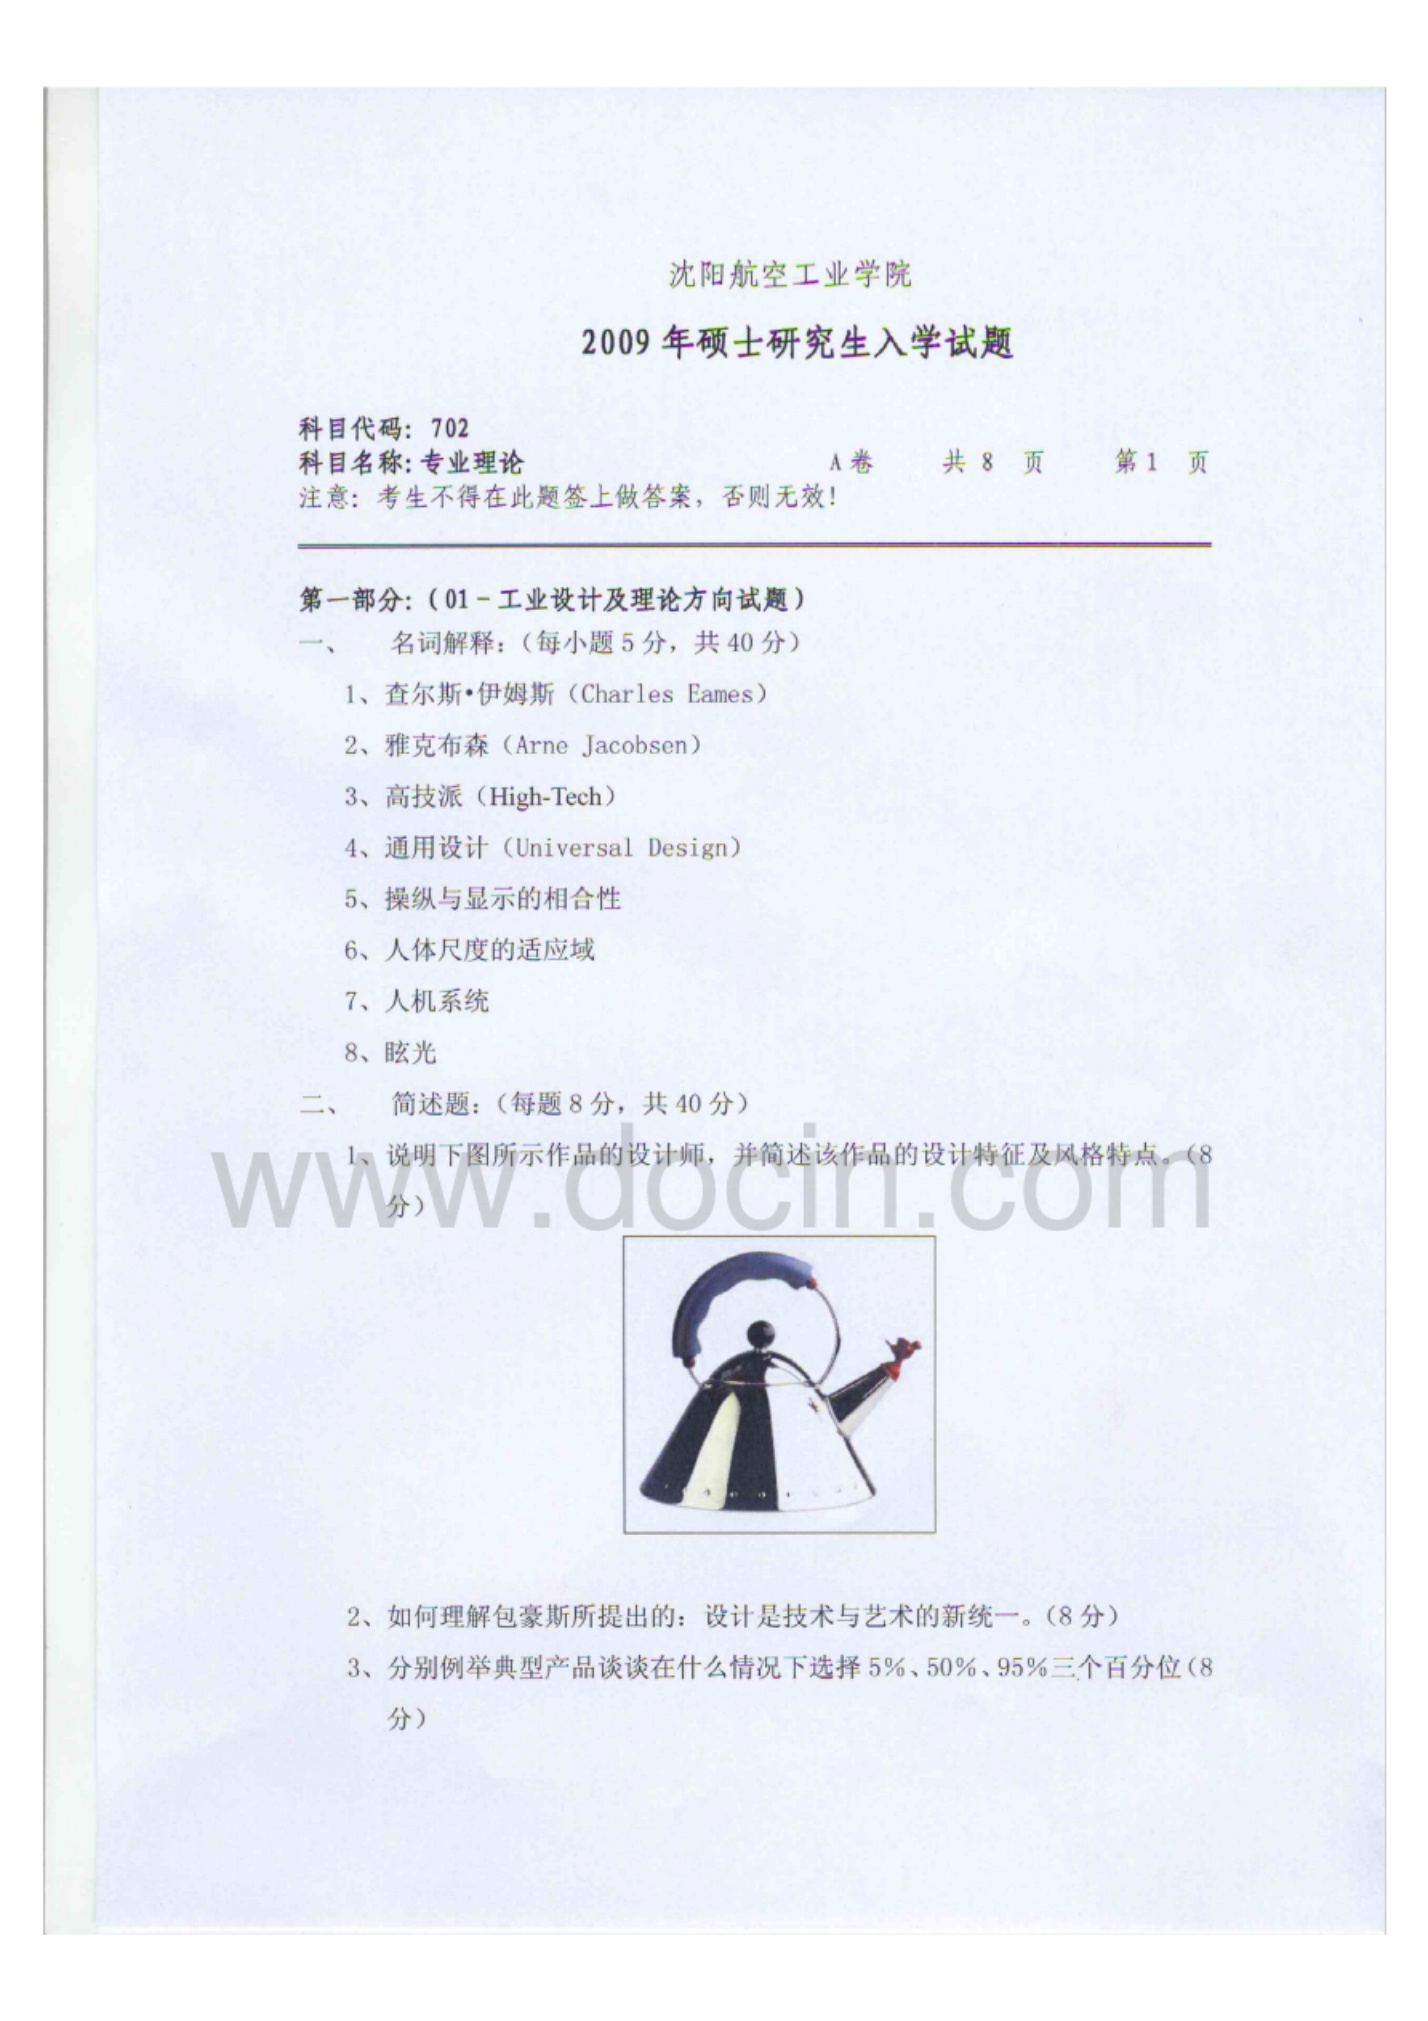 沈阳航空工业学院
2009 年硕士研究生入学试题
科目代码: 702
科目名称: 专业理论 A 卷 共 8 页 第 1 页
注意: 考生不得在此题签上做答案, 否则无效!
第一部分: (01－工业设计及理论方向试题)
一、 名词解释:（每小题 5 分，共 40 分）
1、查尔斯•伊姆斯（Charles Eames）
2、雅克布森（Arne Jacobsen）
3、高技派（High-Tech）
4、通用设计（Universal Design）
5、操纵与显示的相合性
6、人体尺度的适应域
7、人机系统
8、眩光
二、 简述题:（每题 8 分，共 40 分）
1、说明下图所示作品的设计师，并简述该作品的设计特征及风格特点。（8
分）
www.docin.com
2、如何理解包豪斯所提出的: 设计是技术与艺术的新统一。（8 分）
3、分别例举典型产品谈谈在什么情况下选择 5%、50%、95%三个百分位（8
分）